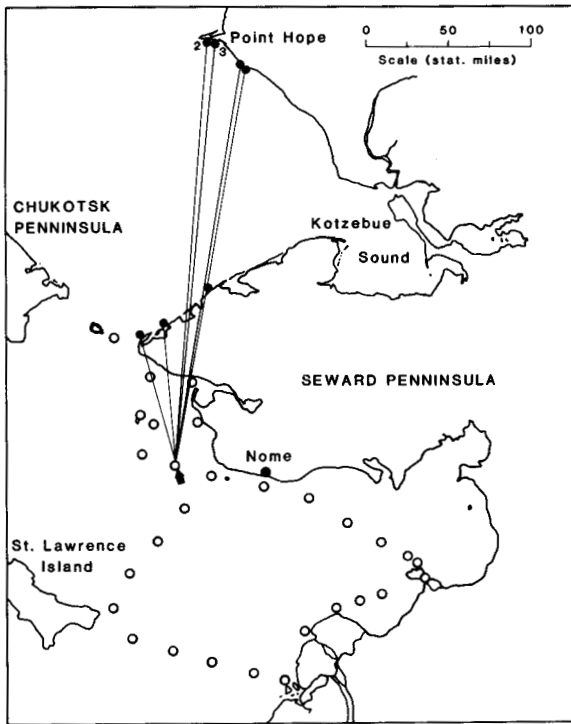 Point Hope
2
3
0 50 100
Scale (stat. miles)
CHUKOTSK
PENNINSULA
Kotzebue
Sound
SEWARD PENNINSULA
Nome
St. Lawrence
Island